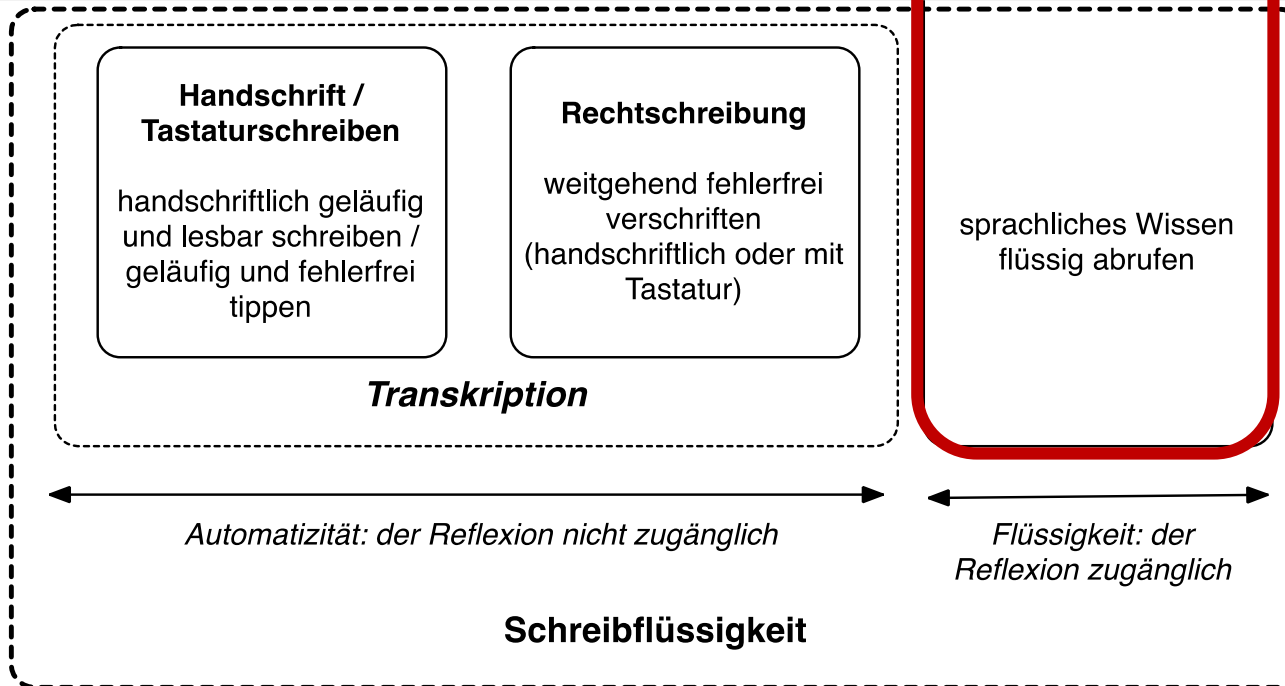 Handschrift /
Tastaturschreiben
handschriftlich geläufig
und lesbar schreiben /
geläufig und fehlerfrei
tippen
Rechtschreibung
weitgehend fehlerfrei
verschriften
(handschriftlich oder mit
Tastatur)
Transkription
sprachliches Wissen
flüssig abrufen
Automatizität: der Reflexion nicht zugänglich
Flüssigkeit: der
Reflexion zugänglich
Schreibflüssigkeit